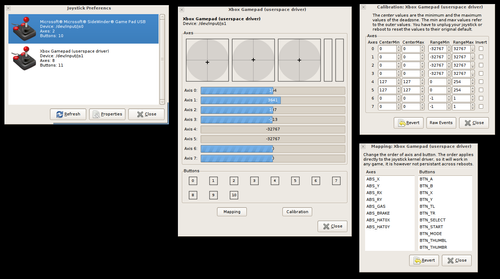 Joystick Preference
Microsoft® Microsoft® SideWinder® Game Pad USB
Device: /dev/input/js0
Axes: 2
Buttons: 10
Xbox Gamepad (userspace driver)
Device: /dev/input/js1
Axes: 8
Buttons: 11
Refresh
Properties
Close
Xbox Gamepad (userspace driver)
Xbox Gamepad (userspace driver)
Device: /dev/input/js1
Axes
Axis 0:
Axis 1:
Axis 2:
Axis 3:
Axis 4: -32767
Axis 5: -32767
Axis 6:
Axis 7:
Buttons
0 1 2 3 4 5 6 7
8 9 10
Mapping
Calibration
Close
Calibration: Xbox Gamepad (userspace driver)
The center values are the minimum and the maximum
values of the deadzone. The min and max values refer
to the outer values. You have to unplug your joystick or
reboot to reset the values to their original default.
Axes
Axes CenterMin CenterMax RangeMin RangeMax Invert
0 0 0 -32767 32767
1 0 0 -32767 32767
2 0 0 -32767 32767
3 0 0 -32767 32767
4 127 127 0 254
5 127 127 0 254
6 0 0 -1 1
7 0 0 -1 1
Revert
Raw Events
Close
Mapping: Xbox Gamepad (userspace driver)
Change the order of axis and button. The order applies
directly to the joystick kernel driver, so it will work in
any game, it is however not persistant across reboots.
Axes
ABS_X
ABS_Y
ABS_RX
ABS_RY
ABS_GAS
ABS_BRAKE
ABS_HAT0X
ABS_HAT0Y
Buttons
BTN_A
BTN_B
BTN_X
BTN_Y
BTN_TL
BTN_TR
BTN_SELECT
BTN_START
BTN_MODE
BTN_THUMBL
BTN_THUMBR
Revert
Close